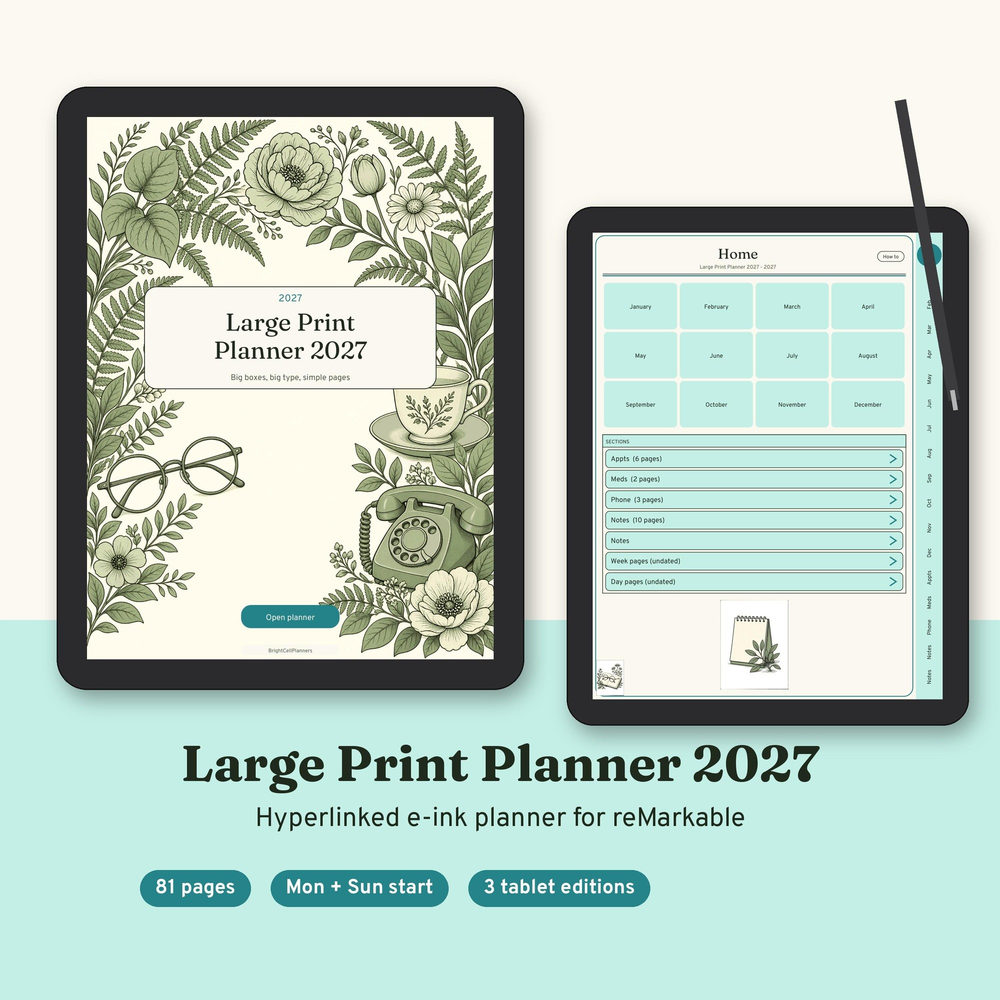 2027
Large Print
Planner 2027
Big boxes, big type, simple pages
Open planner
BrightCellPlanners
Home
Large Print Planner 2027 - 2027
How to
January
February
March
April
May
June
July
August
September
October
November
December
SECTIONS
Appts (6 pages)
Meds (2 pages)
Phone (3 pages)
Notes (10 pages)
Notes
Week pages (undated)
Day pages (undated)
Feb
Mar
Apr
May
Jun
Jul
Aug
Sep
Oct
Nov
Dec
Appts
Meds
Phone
Notes
Notes
Large Print Planner 2027
Hyperlinked e-ink planner for reMarkable
81 pages
Mon + Sun start
3 tablet editions